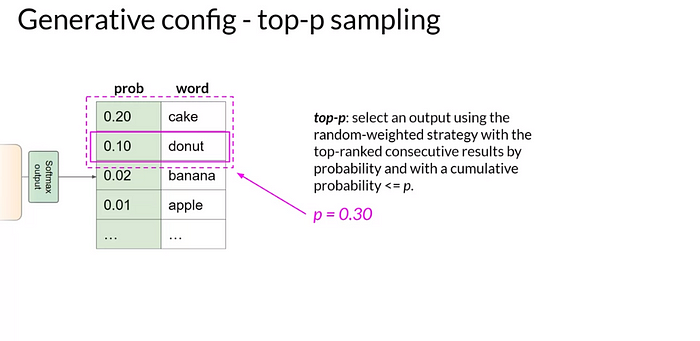 Generative config - top-p sampling
prob word
0.20 cake
0.10 donut
0.02 banana
0.01 apple
... ...
Softmax
output
top-p: select an output using the
random-weighted strategy with the
top-ranked consecutive results by
probability and with a cumulative
probability <= p.
p = 0.30